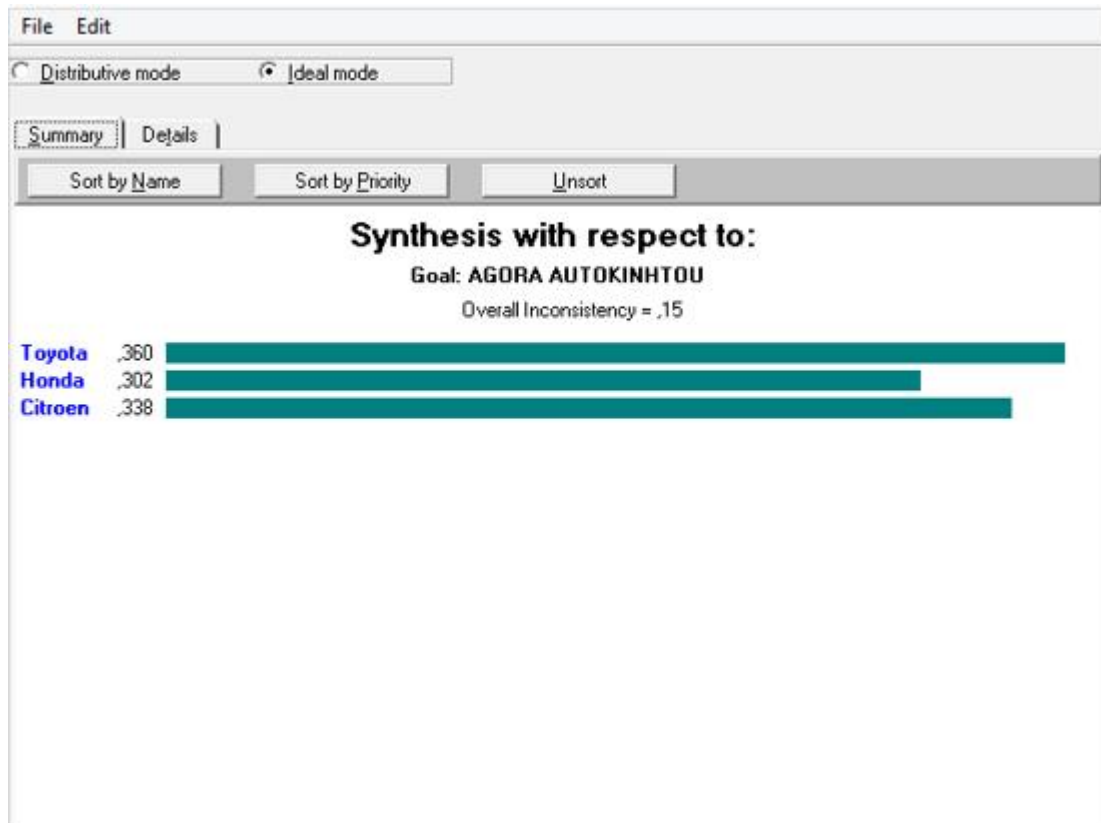 File Edit
Distributive mode Ideal mode
Summary Details
Sort by Name Sort by Priority Unsort
Synthesis with respect to:
Goal: AGORA AUTOKINHTOU
Overall Inconsistency = ,15
Toyota ,360
Honda ,302
Citroen ,338